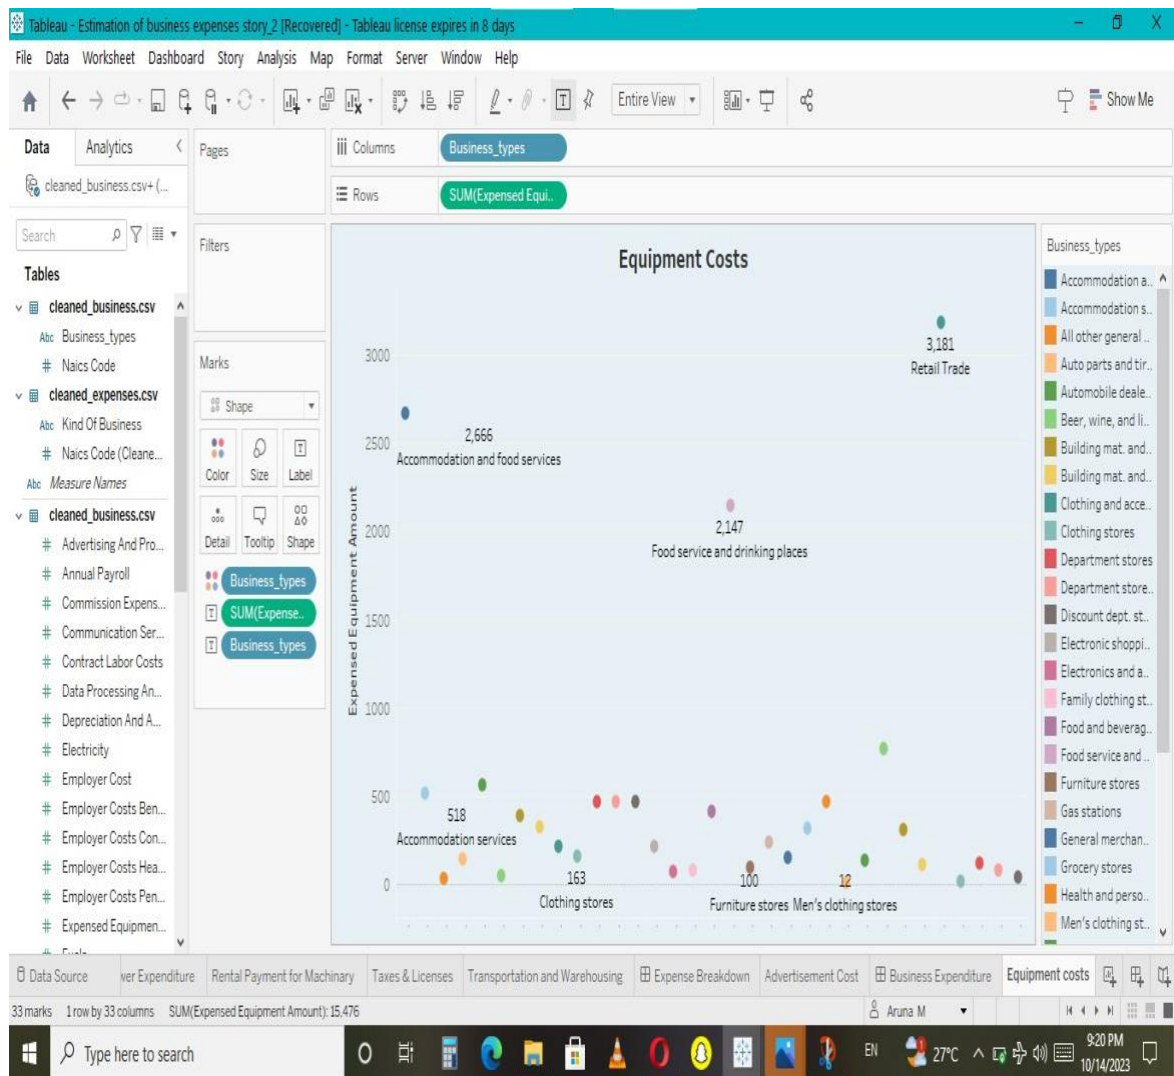 Tableau - Estimation of business expenses story_2 [Recovered] - Tableau license expires in 8 days
File Data Worksheet Dashboard Story Analysis Map Format Server Window Help
Entire View
Show Me
Data Analytics
cleaned_business.csv+ (...
Search
Tables
cleaned_business.csv
Abc Business_types
# Naics Code
cleaned_expenses.csv
Abc Kind Of Business
# Naics Code (Cleane...
Abc Measure Names
cleaned_business.csv
# Advertising And Pro...
# Annual Payroll
# Commission Expens...
# Communication Ser...
# Contract Labor Costs
# Data Processing An...
# Depreciation And A...
# Electricity
# Employer Cost
# Employer Costs Ben...
# Employer Costs Con...
# Employer Costs Hea...
# Employer Costs Pen...
# Expensed Equipmen...
Pages
Filters
Marks
Shape
Color Size Label
Detail Tooltip Shape
Business_types
SUM(Expense..
Business_types
Columns Business_types
Rows SUM(Expensed Equi..
Equipment Costs
Expensed Equipment Amount
3000
2500
2000
1500
1000
500
0
3,181
Retail Trade
2,666
Accommodation and food services
2,147
Food service and drinking places
518
Accommodation services
163
Clothing stores
100
Furniture stores
12
Men's clothing stores
Business_types
Accommodation a..
Accommodation s..
All other general ..
Auto parts and tir..
Automobile deale..
Beer, wine, and li..
Building mat. and..
Building mat. and..
Clothing and acce..
Clothing stores
Department stores
Department store..
Discount dept. st..
Electronic shoppi..
Electronics and a..
Family clothing st..
Food and beverag..
Food service and ..
Furniture stores
Gas stations
General merchan..
Grocery stores
Health and perso..
Men's clothing st..
Data Source wer Expenditure Rental Payment for Machinary Taxes & Licenses Transportation and Warehousing Expense Breakdown Advertisement Cost Business Expenditure Equipment costs
33 marks 1 row by 33 columns SUM(Expensed Equipment Amount): 15,476 Aruna M
Type here to search
EN 27°C 9:20 PM
10/14/2023